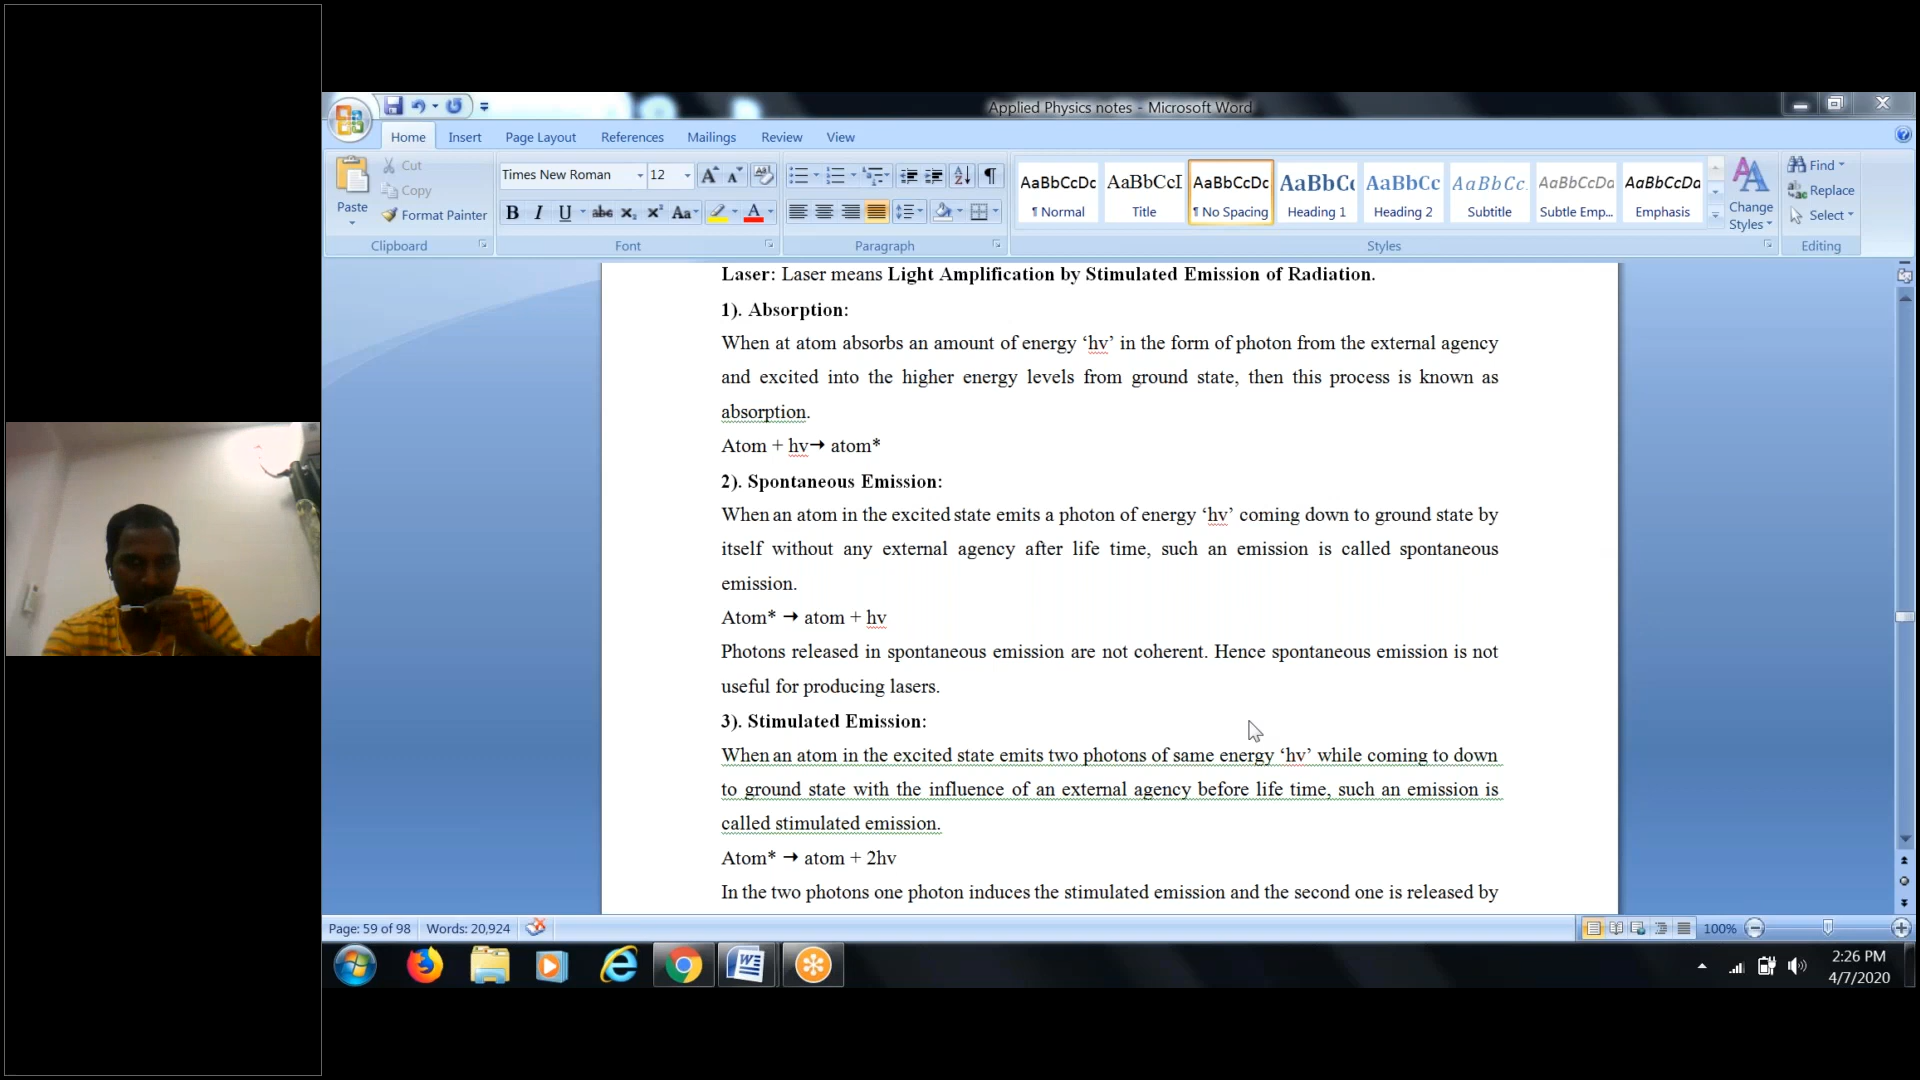 Applied Physics notes - Microsoft Word
Home Insert Page Layout References Mailings Review View
Paste
Cut
Copy
Format Painter
Clipboard
Times New Roman 12
Font
Paragraph
AaBbCcDc AaBbCcI AaBbCcDc AaBbCc AaBbCc AaBbCc. AaBbCcDa AaBbCcDa
¶ Normal Title ¶ No Spacing Heading 1 Heading 2 Subtitle Subtle Emp... Emphasis
Change
Styles
Styles
Find
Replace
Select
Editing
Laser: Laser means Light Amplification by Stimulated Emission of Radiation.
1). Absorption:
When at atom absorbs an amount of energy ‘hv’ in the form of photon from the external agency
and excited into the higher energy levels from ground state, then this process is known as
absorption.
Atom + hv➝ atom*
2). Spontaneous Emission:
When an atom in the excited state emits a photon of energy ‘hv’ coming down to ground state by
itself without any external agency after life time, such an emission is called spontaneous
emission.
Atom* ➝ atom + hv
Photons released in spontaneous emission are not coherent. Hence spontaneous emission is not
useful for producing lasers.
3). Stimulated Emission:
When an atom in the excited state emits two photons of same energy ‘hv’ while coming to down
to ground state with the influence of an external agency before life time, such an emission is
called stimulated emission.
Atom* ➝ atom + 2hv
In the two photons one photon induces the stimulated emission and the second one is released by
Page: 59 of 98 Words: 20,924 100%
2:26 PM
4/7/2020